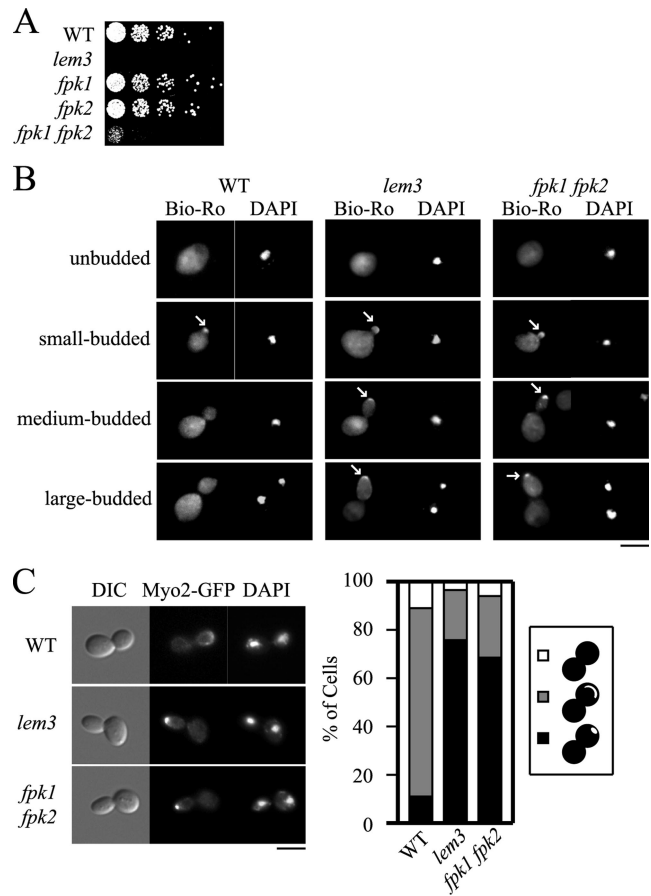 A
WT
lem3
fpk1
fpk2
fpk1 fpk2
B
WT lem3 fpk1 fpk2
Bio-Ro DAPI Bio-Ro DAPI Bio-Ro DAPI
unbudded
small-budded
medium-budded
large-budded
C
DIC Myo2-GFP DAPI
WT
lem3
fpk1
fpk2
% of Cells
100
80
60
40
20
0
WT
lem3
fpk1 fpk2